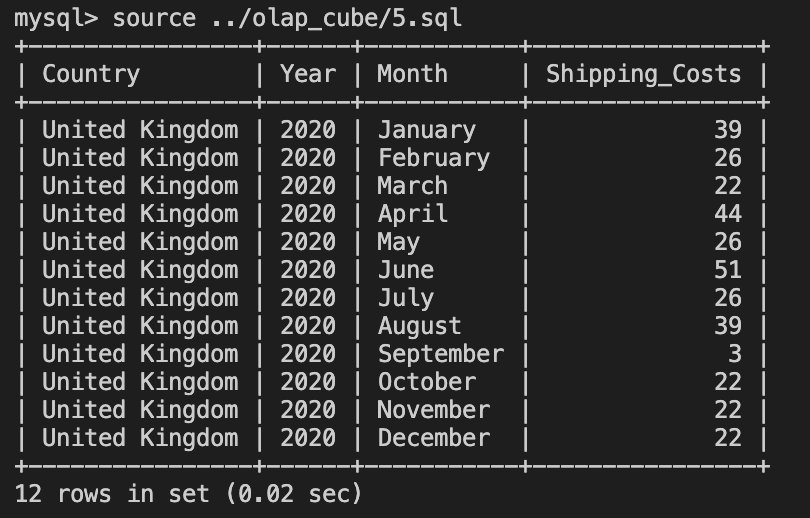 mysql> source ../olap_cube/5.sql
+----------------+------+-----------+----------------+
| Country        | Year | Month     | Shipping_Costs |
+----------------+------+-----------+----------------+
| United Kingdom | 2020 | January   |             39 |
| United Kingdom | 2020 | February  |             26 |
| United Kingdom | 2020 | March     |             22 |
| United Kingdom | 2020 | April     |             44 |
| United Kingdom | 2020 | May       |             26 |
| United Kingdom | 2020 | June      |             51 |
| United Kingdom | 2020 | July      |             26 |
| United Kingdom | 2020 | August    |             39 |
| United Kingdom | 2020 | September |              3 |
| United Kingdom | 2020 | October   |             22 |
| United Kingdom | 2020 | November  |             22 |
| United Kingdom | 2020 | December  |             22 |
+----------------+------+-----------+----------------+
12 rows in set (0.02 sec)